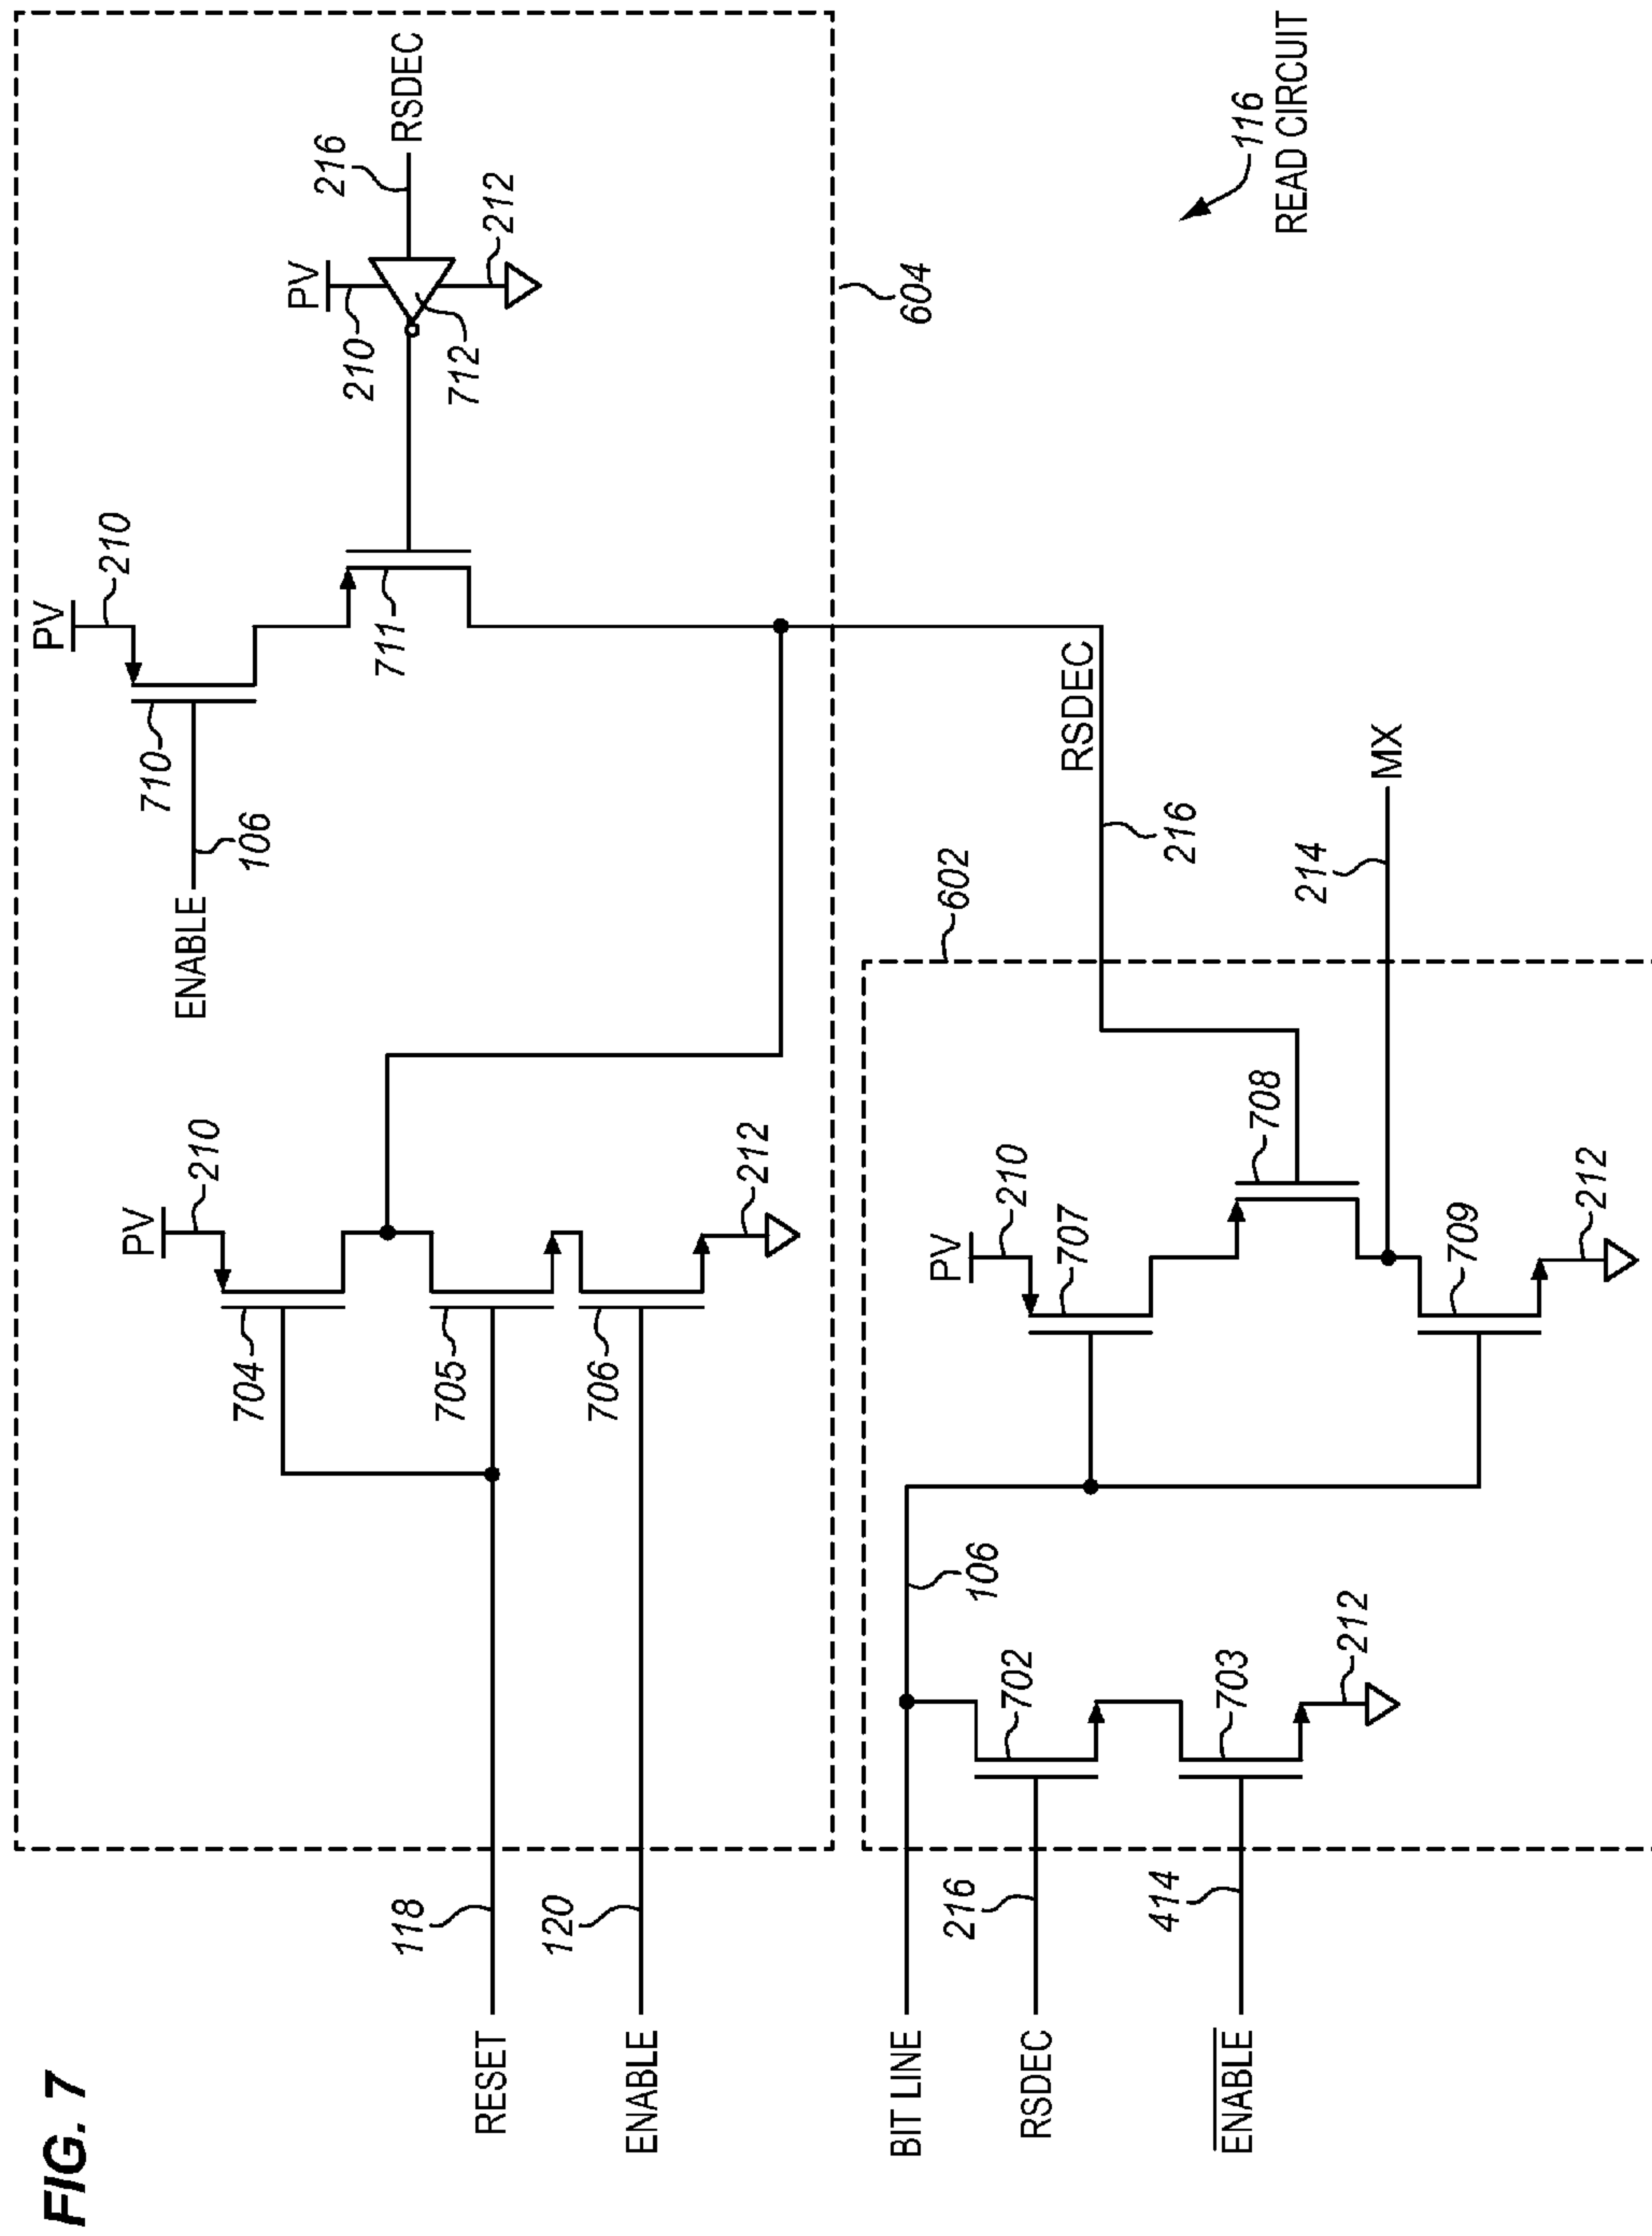 FIG. 7
PV
210
RSDEC
216
PV
210
212
712
PV
210
710
711
106
ENABLE
604
116
READ CIRCUIT
PV
210
704
705
706
212
RESET
118
ENABLE
120
RSDEC
216
602
MX
214
PV
210
707
708
709
212
106
702
703
212
BIT LINE
RSDEC
216
ENABLE
414